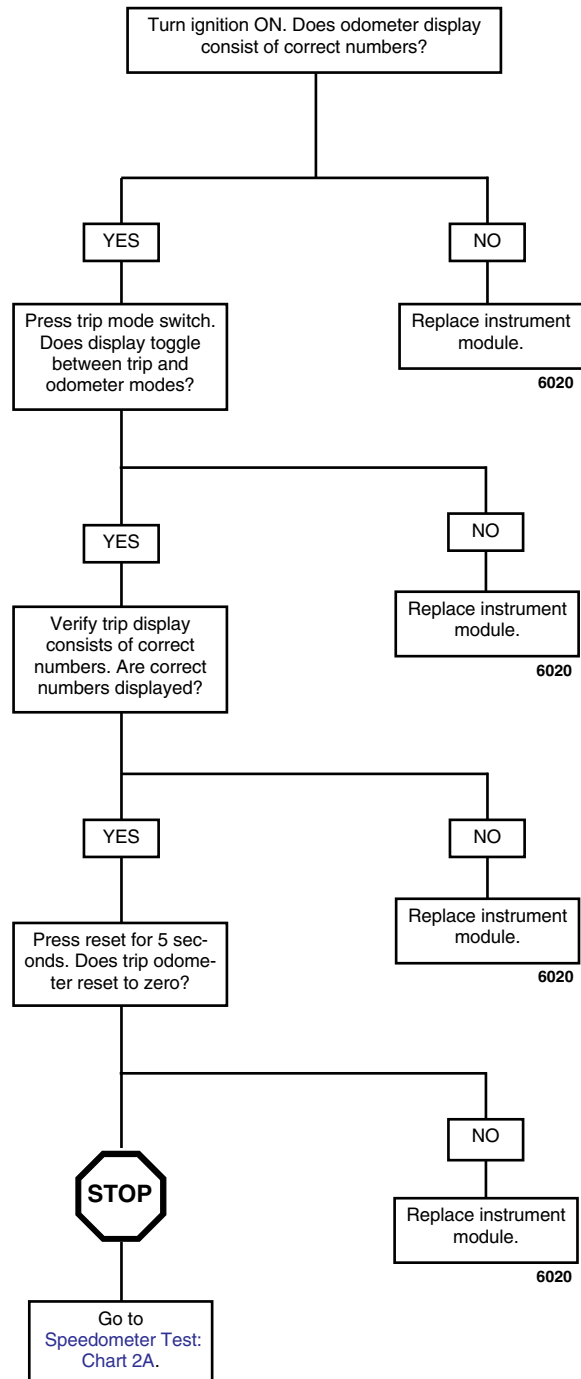 Turn ignition ON. Does odometer display
consist of correct numbers?
YES
NO
Press trip mode switch.
Does display toggle
between trip and
odometer modes?
Replace instrument
module.
6020
YES
NO
Verify trip display
consists of correct
numbers. Are correct
numbers displayed?
Replace instrument
module.
6020
YES
NO
Press reset for 5 sec-
onds. Does trip odome-
ter reset to zero?
Replace instrument
module.
6020
STOP
NO
Replace instrument
module.
6020
Go to
Speedometer Test:
Chart 2A.